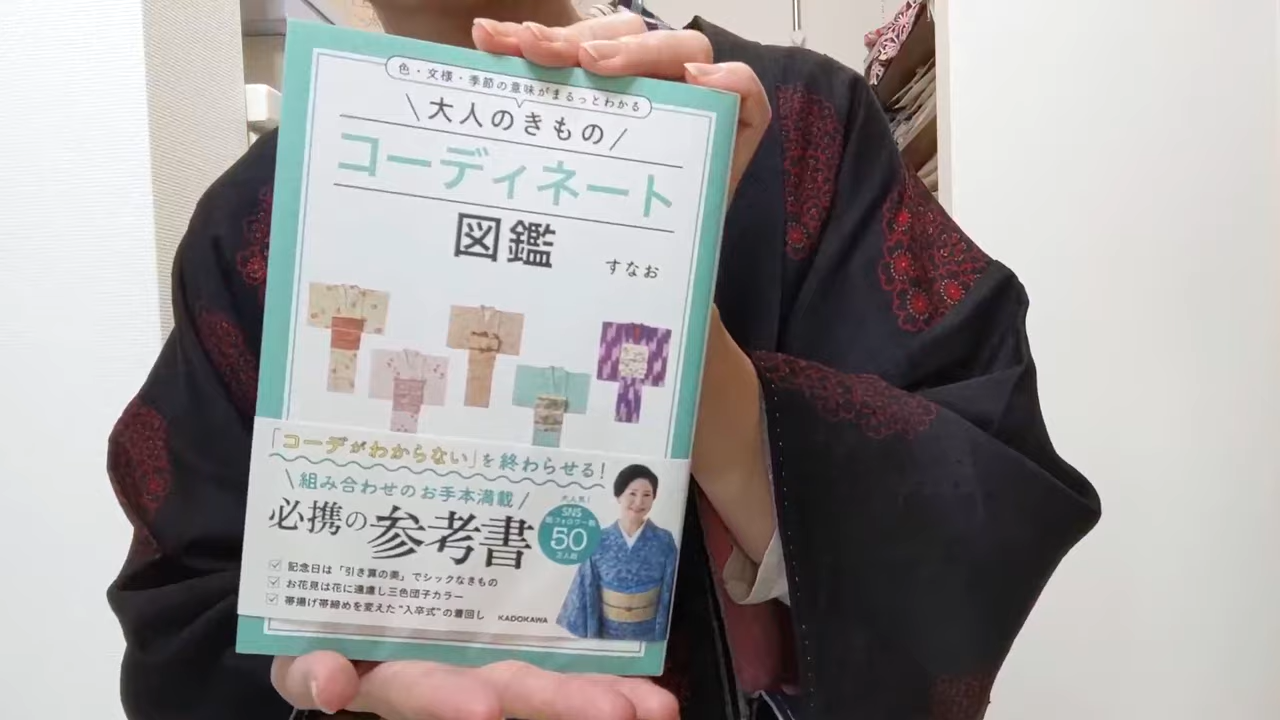 色・文様・季節の意味がまるっとわかる
大人のきもの
コーディネート
図鑑
すなお
「コーデがわからない」を終わらせる!
組み合わせのお手本満載
必携の参考書
大人気!
SNS
総フォロワー数
50
万人超
記念日は「引き算の美」でシックなきもの
お花見は花に遠慮し三色団子カラー
帯揚げ帯締めを変えた"入卒式"の着回し
KADOKAWA